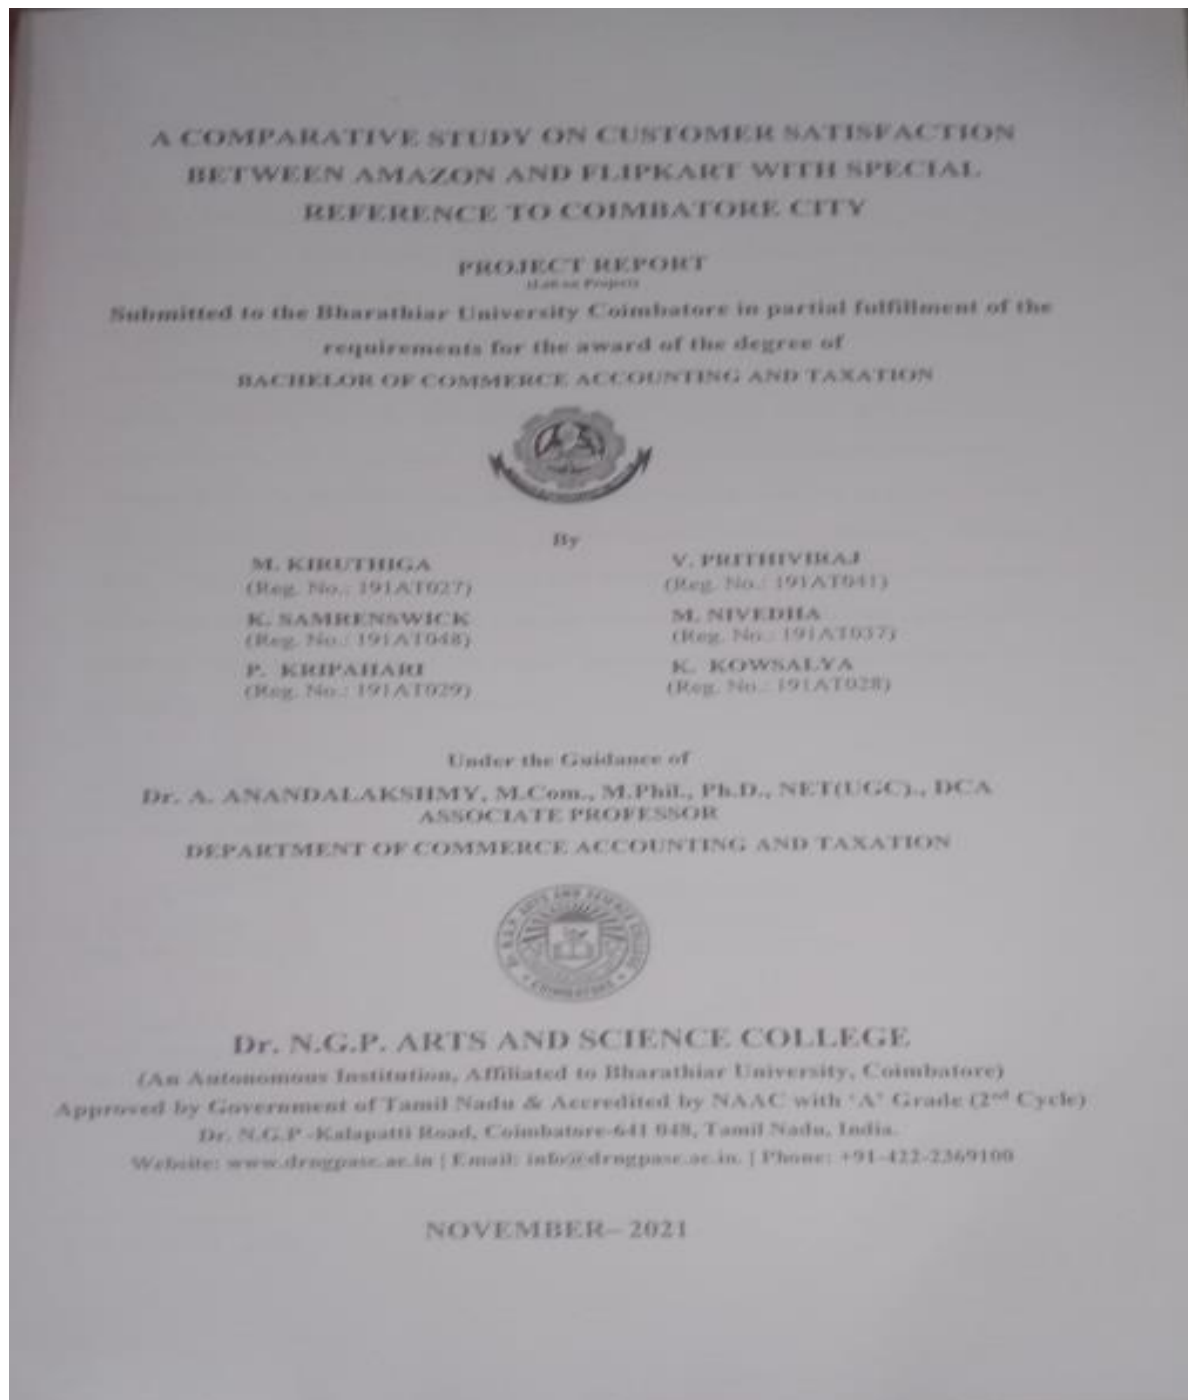 A COMPARATIVE STUDY ON CUSTOMER SATISFACTION
BETWEEN AMAZON AND FLIPKART WITH SPECIAL
REFERENCE TO COIMBATORE CITY
PROJECT REPORT
Project
Submitted to the Bharathiar University Coimbatore in partial fulfillment of the
requirements for the award of the degree of
BACHELOR OF COMMERCE ACCOUNTING AND TAXATION
By
M. KIRUTHIGA
(Reg. No.: 191AT027)
V. PRITHIVIRAJ
(Reg. No.: 191AT041)
K. SAMRENSWICK
(Reg. No.: 191AT048)
M. NIVEDHA
(Reg. No.: 191AT037)
P. KRIPAHARI
(Reg. No.: 191AT029)
K. KOWSALYA
(Reg. No.: 191AT028)
Under the Guidance of
Dr. A. ANANDALAKSHMY, M.Com., M.Phil., Ph.D., NET(UGC)., DCA
ASSOCIATE PROFESSOR
DEPARTMENT OF COMMERCE ACCOUNTING AND TAXATION
Dr. N.G.P. ARTS AND SCIENCE COLLEGE
COIMBATORE
Dr. N.G.P. ARTS AND SCIENCE COLLEGE
(An Autonomous Institution, Affiliated to Bharathiar University, Coimbatore)
Approved by Government of Tamil Nadu & Accredited by NAAC with 'A' Grade (2nd Cycle)
Dr. N.G.P -Kalapatti Road, Coimbatore-641 048, Tamil Nadu, India.
Website: www.drngpasc.ac.in | Email: info@drngpasc.ac.in. | Phone: +91-422-2369100
NOVEMBER– 2021